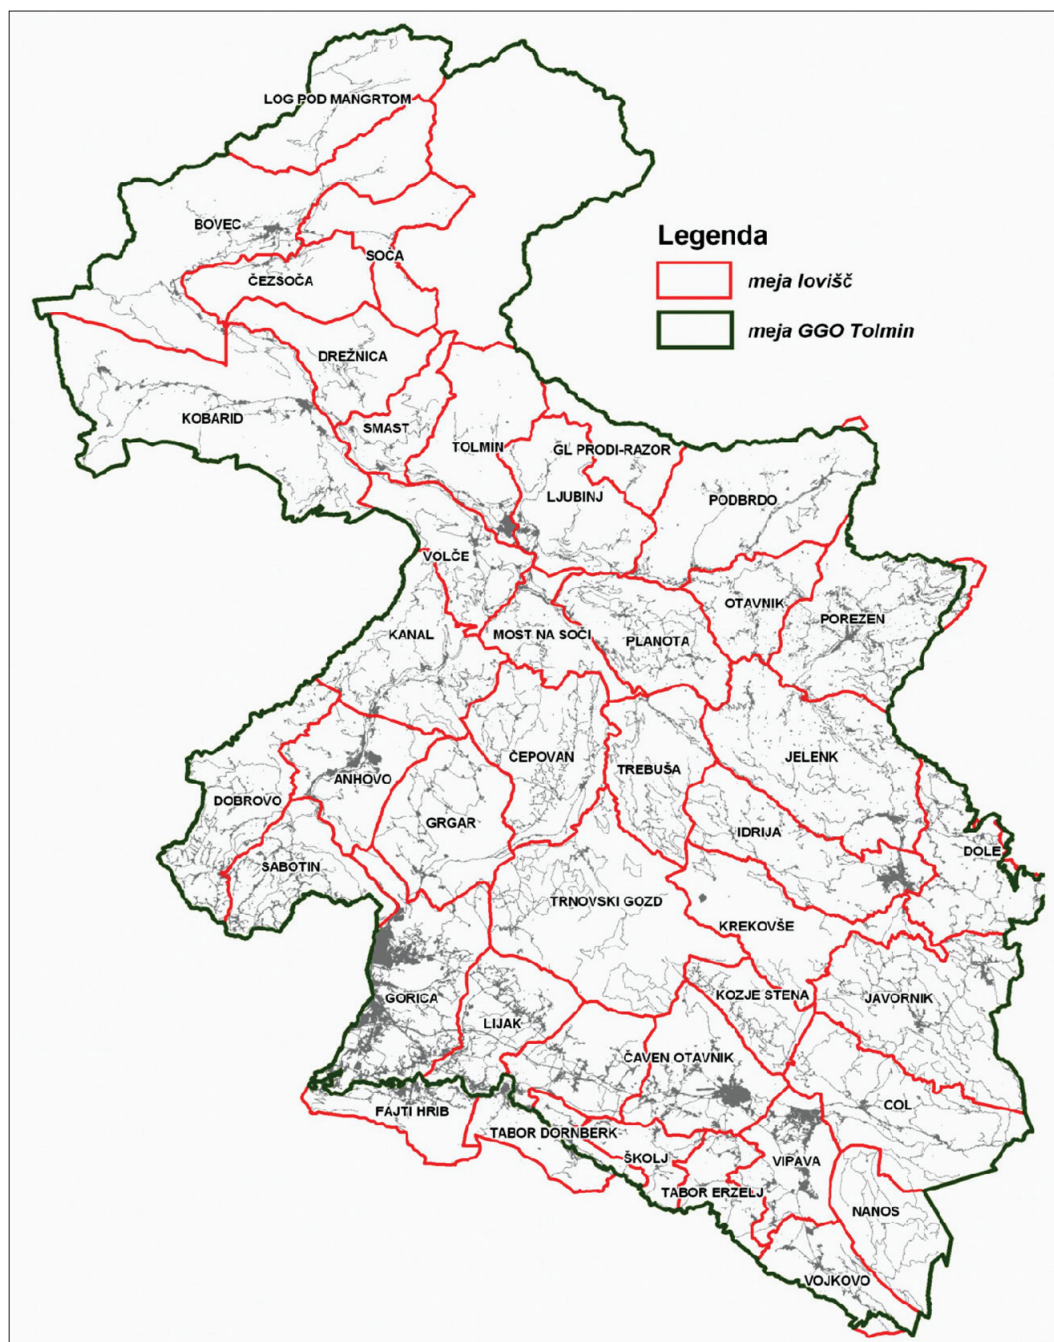 LOG POD MANGRTOM
BOVEC
SOČA
ČEZSOČA
Legenda
meja lovišč
meja GGO Tolmin
DREŽNICA
KOBARID
SMAST
TOLMIN
GL PRODI-RAZOR
LJUBINJ
PODBRDO
VOLČE
OTAVNIK
POREZEN
KANAL
MOST NA SOČI
PLANOTA
ČEPOVAN
TREBUŠA
JELENK
ANHOVO
DOBROVO
GRGAR
IDRIJA
DOLE
SABOTIN
TRNOVSKI GOZD
KREKOVŠE
GORICA
KOZJE STENA
JAVORNIK
LIJAK
ČAVEN OTAVNIK
COL
FAJTI HRIB
TABOR DORNBERK
ŠKOLJ
VIPAVA
TABOR ERZELJ
NANOS
VOJKOVO